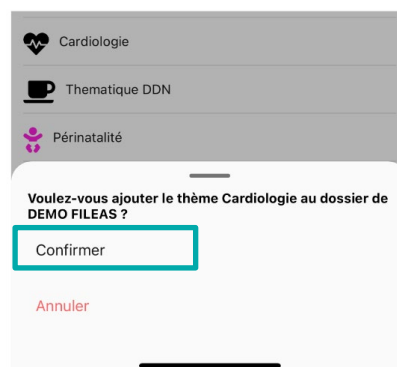 Cardiologie
Thematique DDN
Périnatalité
Voulez-vous ajouter le thème Cardiologie au dossier de
DEMO FILEAS ?
Confirmer
Annuler